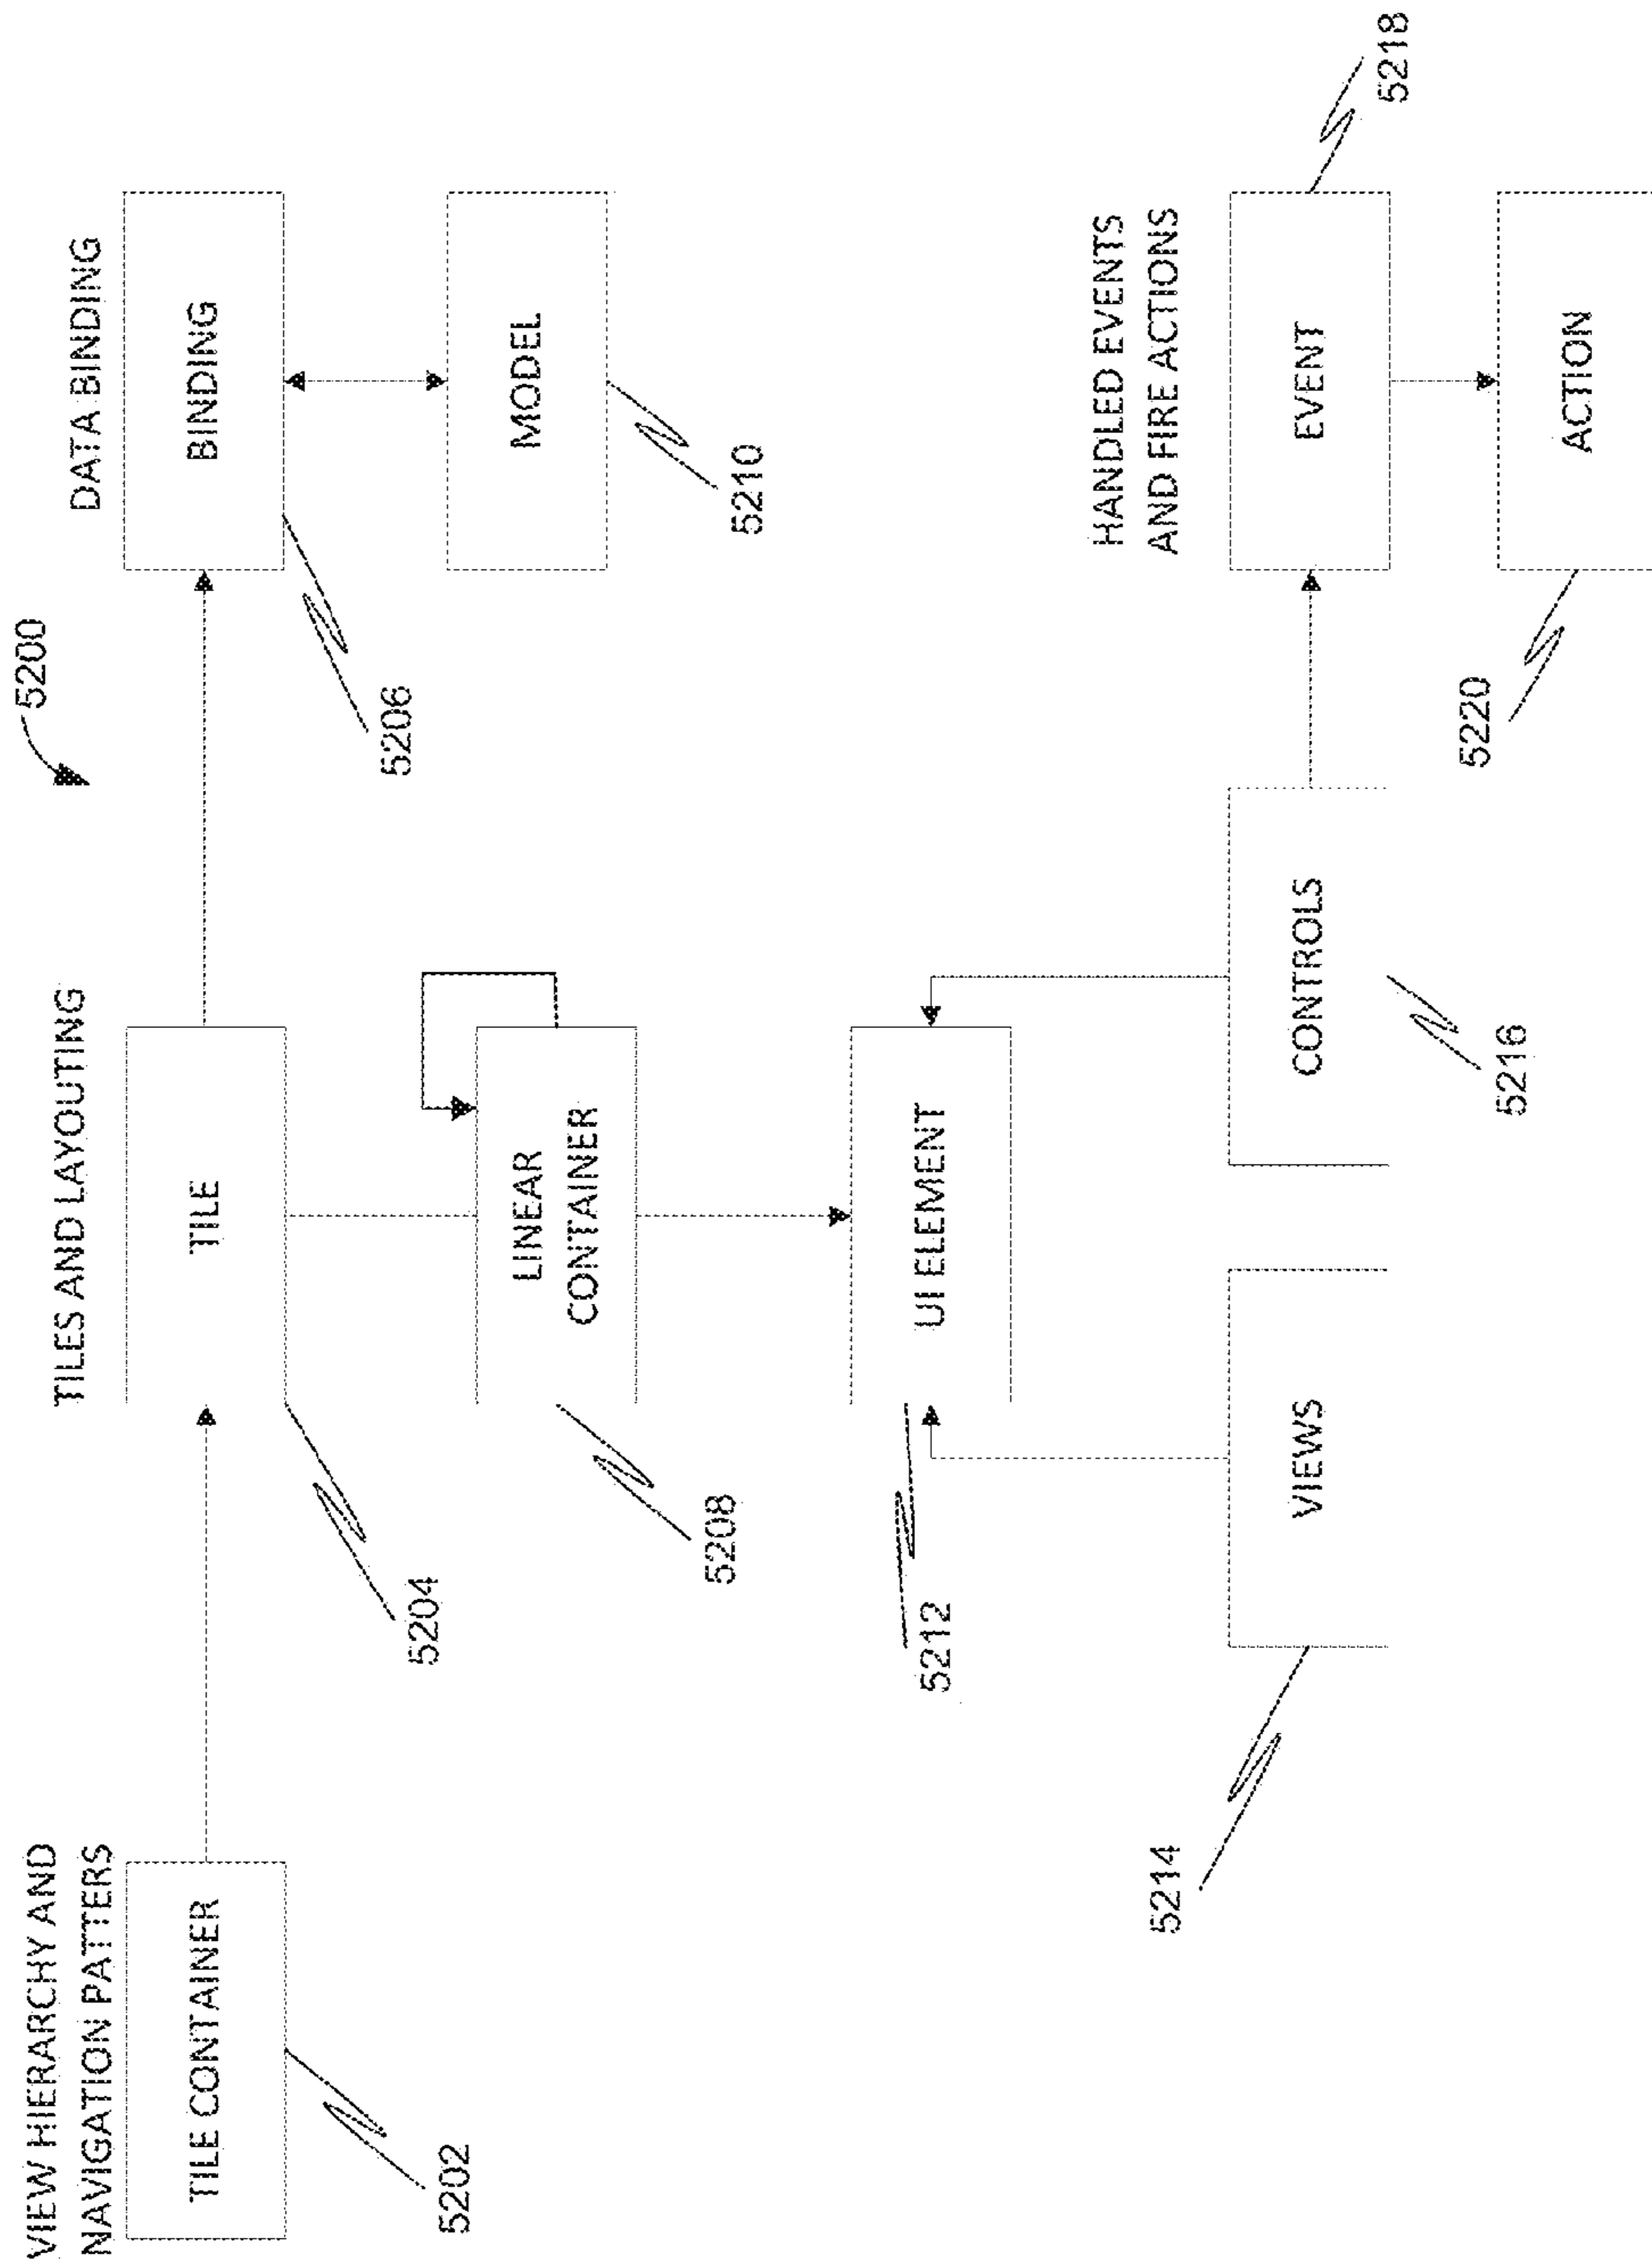 5200
VIEW HIERARCHY AND
NAVIGATION PATTERS
TILE CONTAINER
5202
TILES AND LAYOUTING
TILE
5204
DATA BINDING
BINDING
5206
LINEAR
CONTAINER
5208
MODEL
5210
UI ELEMENT
5212
VIEWS
5214
CONTROLS
5216
HANDLED EVENTS
AND FIRE ACTIONS
EVENT
5218
ACTION
5220